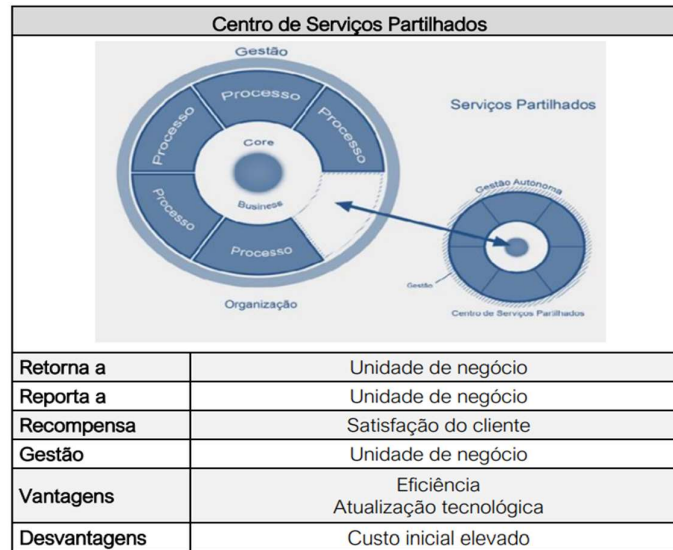 Centro de Serviços Partilhados
Gestão
Processo
Processo
Processo
Processo
Processo
Core
Business
Organização
Serviços Partilhados
Gestão Autónoma
Gestão
Centro de Serviços Partilhados
Retorna a Unidade de negócio
Reporta a Unidade de negócio
Recompensa Satisfação do cliente
Gestão Unidade de negócio
Vantagens Eficiência
Atualização tecnológica
Desvantagens Custo inicial elevado